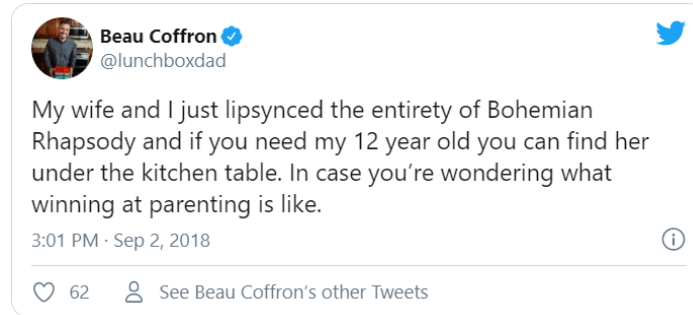 Beau Coffron
@lunchboxdad
My wife and I just lipsynced the entirety of Bohemian
Rhapsody and if you need my 12 year old you can find her
under the kitchen table. In case you’re wondering what
winning at parenting is like.
3:01 PM · Sep 2, 2018
62 See Beau Coffron's other Tweets